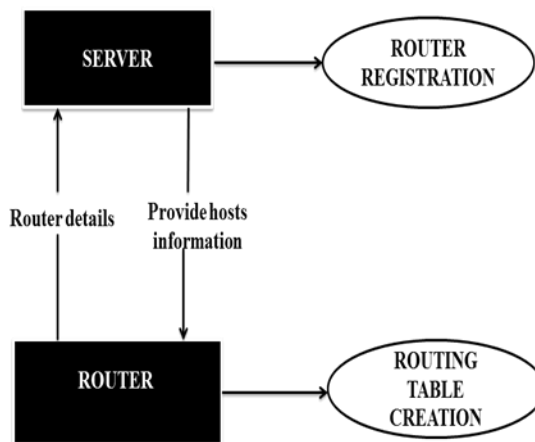 SERVER
ROUTER
REGISTRATION
Router details
Provide hosts
information
ROUTER
ROUTING
TABLE
CREATION